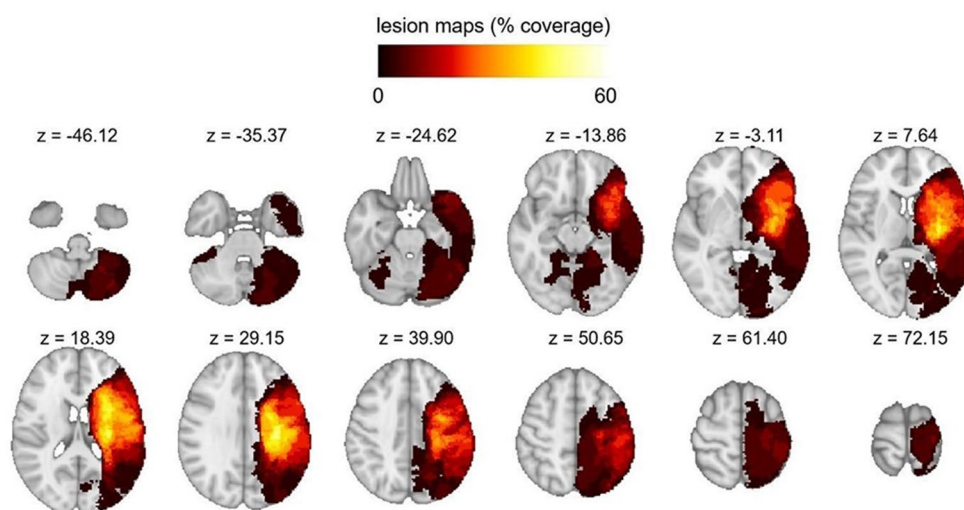 lesion maps (% coverage)
0 60
z = -46.12 z = -35.37 z = -24.62 z = -13.86 z = -3.11 z = 7.64
z = 18.39 z = 29.15 z = 39.90 z = 50.65 z = 61.40 z = 72.15